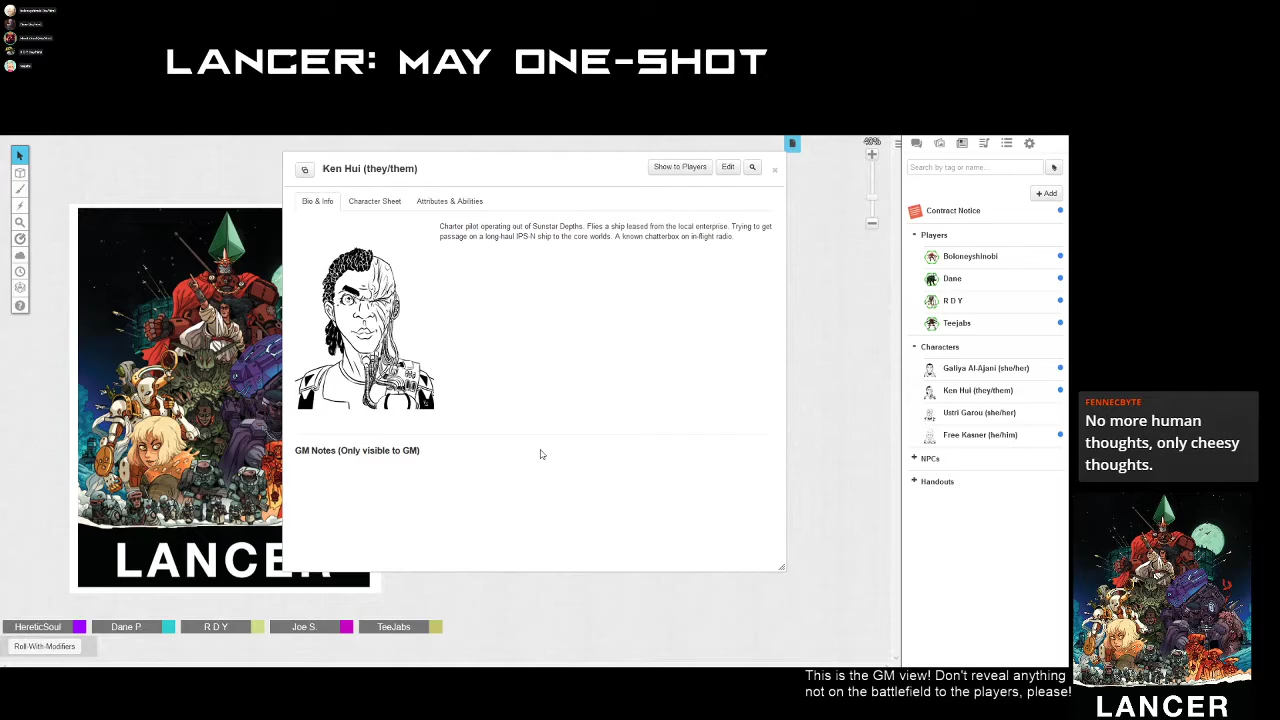 LANCER: MAY ONE-SHOT
Ken Hui (they/them)
Show to Players
Edit
Bio & Info
Character Sheet
Attributes & Abilities
Charter pilot operating out of Sunstar Depths. Flies a ship leased from the local enterprise. Trying to get
passage on a long-haul IPS-N ship to the core worlds. A known chatterbox on in-flight radio.
GM Notes (Only visible to GM)
LANCER
Search by tag or name...
+ Add
Contract Notice
Players
Boloneyshinobi
Dane
R D Y
Teejabs
Characters
Galiya Al-Ajani (she/her)
Ken Hui (they/them)
Ustri Garou (she/her)
Free Kasner (he/him)
NPCs
Handouts
FENNECBYTE
No more human
thoughts, only cheesy
thoughts.
LANCER
HereticSoul
Dane P.
R D Y
Joe S.
TeeJabs
Roll-With-Modifiers
This is the GM view! Don't reveal anything
not on the battlefield to the players, please!